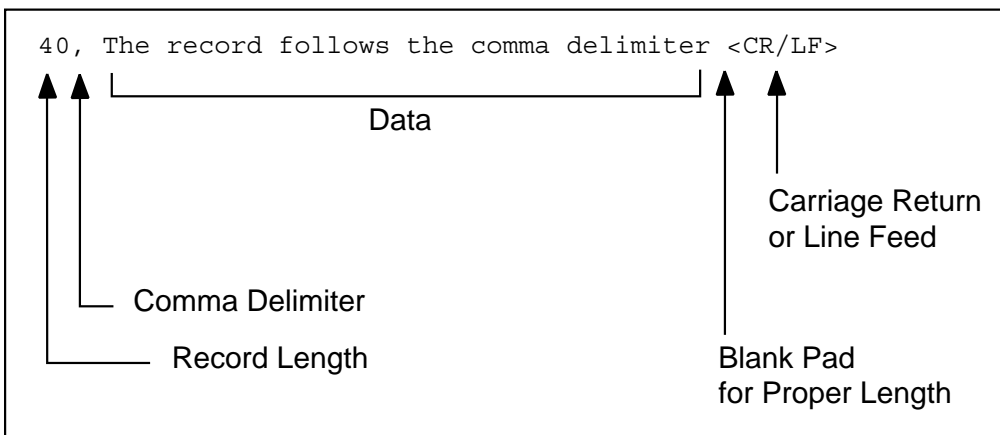 40, The record follows the comma delimiter <CR/LF>
Data
Carriage Return
or Line Feed
Comma Delimiter
Record Length
Blank Pad
for Proper Length